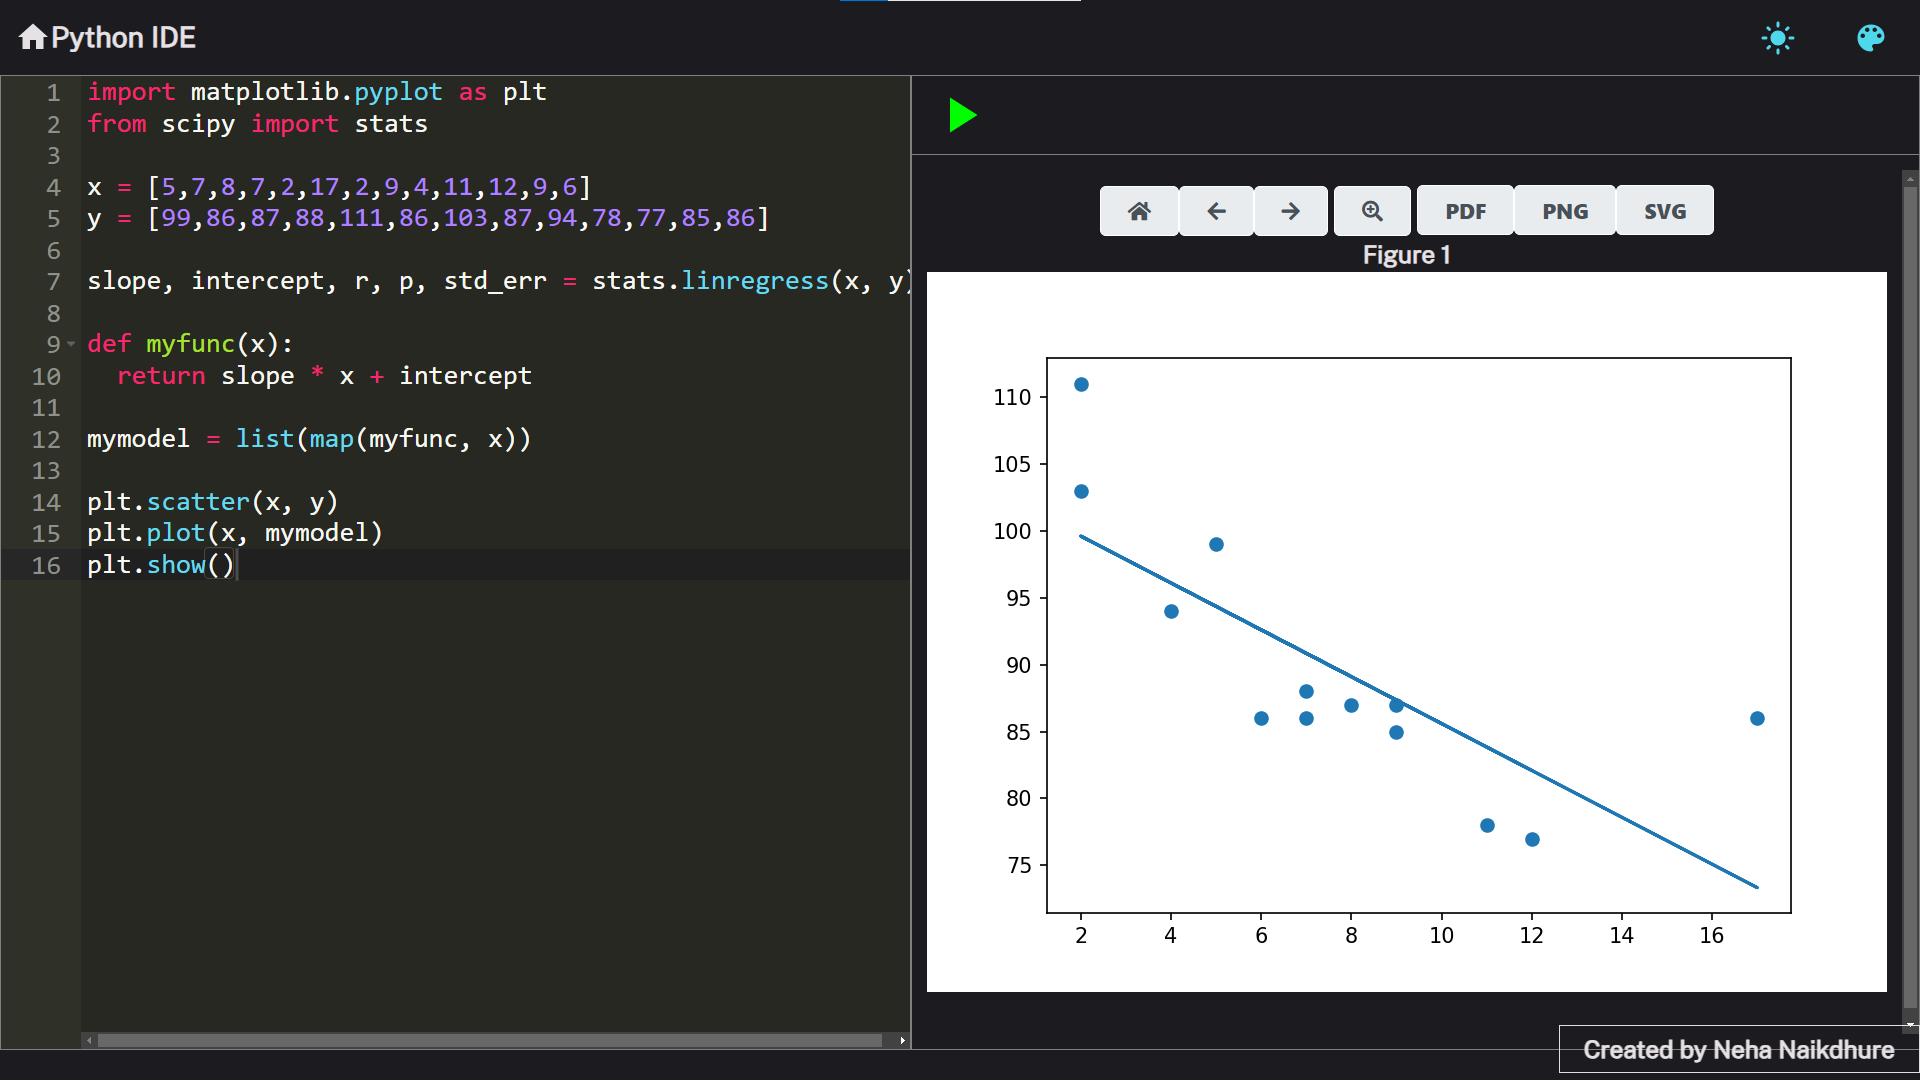 Python IDE
1 import matplotlib.pyplot as plt
2 from scipy import stats
3
4 x = [5,7,8,7,2,17,2,9,4,11,12,9,6]
5 y = [99,86,87,88,111,86,103,87,94,78,77,85,86]
6
7 slope, intercept, r, p, std_err = stats.linregress(x, y)
8
9 def myfunc(x):
10   return slope * x + intercept
11
12 mymodel = list(map(myfunc, x))
13
14 plt.scatter(x, y)
15 plt.plot(x, mymodel)
16 plt.show()
PDF PNG SVG
Figure 1
110
105
100
95
90
85
80
75
2 4 6 8 10 12 14 16
Created by Neha Naikdhure